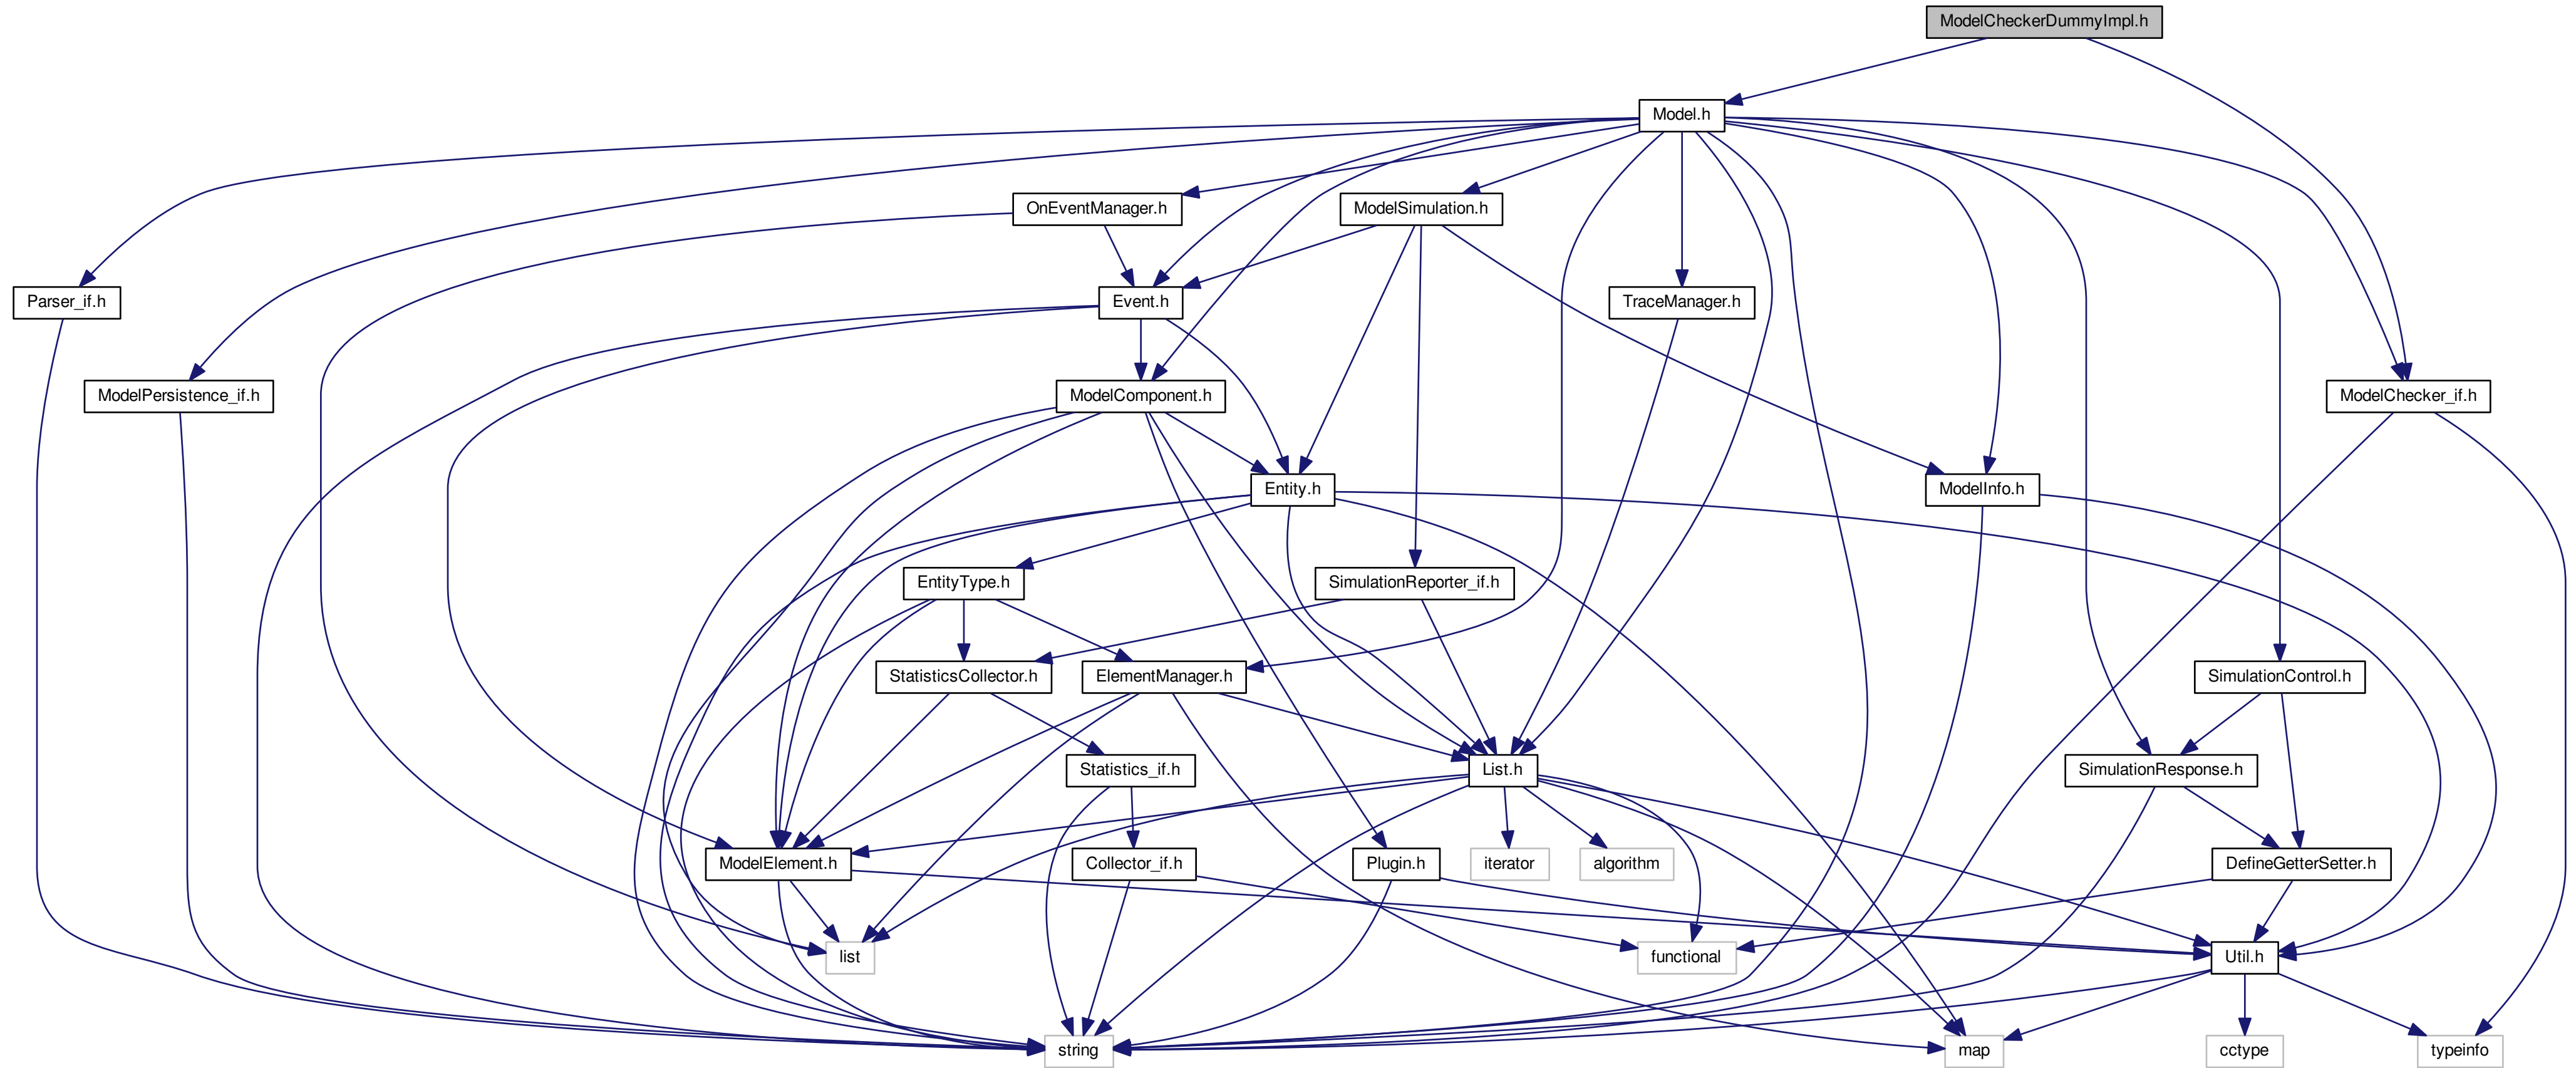 ModelCheckerDummyImpl.h
Model.h
OnEventManager.h
ModelSimulation.h
Parser_if.h
Event.h
TraceManager.h
ModelPersistence_if.h
ModelComponent.h
ModelChecker_if.h
Entity.h
ModelInfo.h
EntityType.h
SimulationReporter_if.h
StatisticsCollector.h
ElementManager.h
SimulationControl.h
Statistics_if.h
List.h
SimulationResponse.h
ModelElement.h
Collector_if.h
Plugin.h
iterator
algorithm
DefineGetterSetter.h
list
functional
Util.h
string
map
cctype
typeinfo